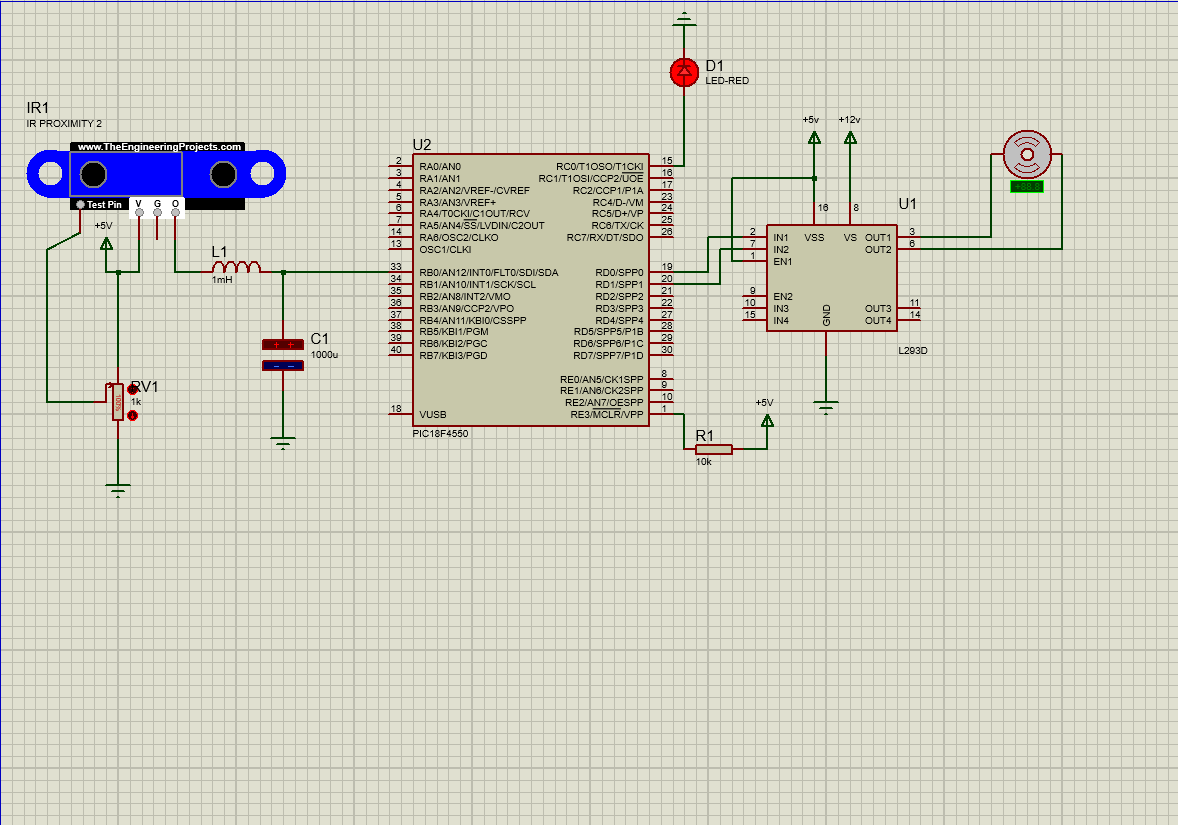 IR1
IR PROXIMITY 2
www.TheEngineeringProjects.com
Test Pin
V G O
+5V
RV1
1k
100%
L1
1mH
C1
1000u
U2
2 RA0/AN0
3 RA1/AN1
4 RA2/AN2/VREF-/CVREF
5 RA3/AN3/VREF+
6 RA4/T0CKI/C1OUT/RCV
7 RA5/AN4/SS/LVDIN/C2OUT
14 RA6/OSC2/CLKO
13 OSC1/CLKI
33 RB0/AN12/INT0/FLT0/SDI/SDA
34 RB1/AN10/INT1/SCK/SCL
35 RB2/AN8/INT2/VMO
36 RB3/AN9/CCP2/VPO
37 RB4/AN11/KBI0/CSSPP
38 RB5/KBI1/PGM
39 RB6/KBI2/PGC
40 RB7/KBI3/PGD
18 VUSB
RC0/T1OSO/T1CKI 15
RC1/T1OSI/CCP2/UOE 16
RC2/CCP1/P1A 17
RC4/D-/VM 23
RC5/D+/VP 24
RC6/TX/CK 25
RC7/RX/DT/SDO 26
RD0/SPP0 19
RD1/SPP1 20
RD2/SPP2 21
RD3/SPP3 22
RD4/SPP4 27
RD5/SPP5/P1B 28
RD6/SPP6/P1C 29
RD7/SPP7/P1D 30
RE0/AN5/CK1SPP 8
RE1/AN6/CK2SPP 9
RE2/AN7/OESPP 10
RE3/MCLR/VPP 1
PIC18F4550
D1
LED-RED
R1
10k
+5V
+5v
+12v
U1
16 8
VSS VS
2 IN1
7 IN2
1 EN1
9 EN2
10 IN3
15 IN4
OUT1 3
OUT2 6
OUT3 11
OUT4 14
GND
L293D